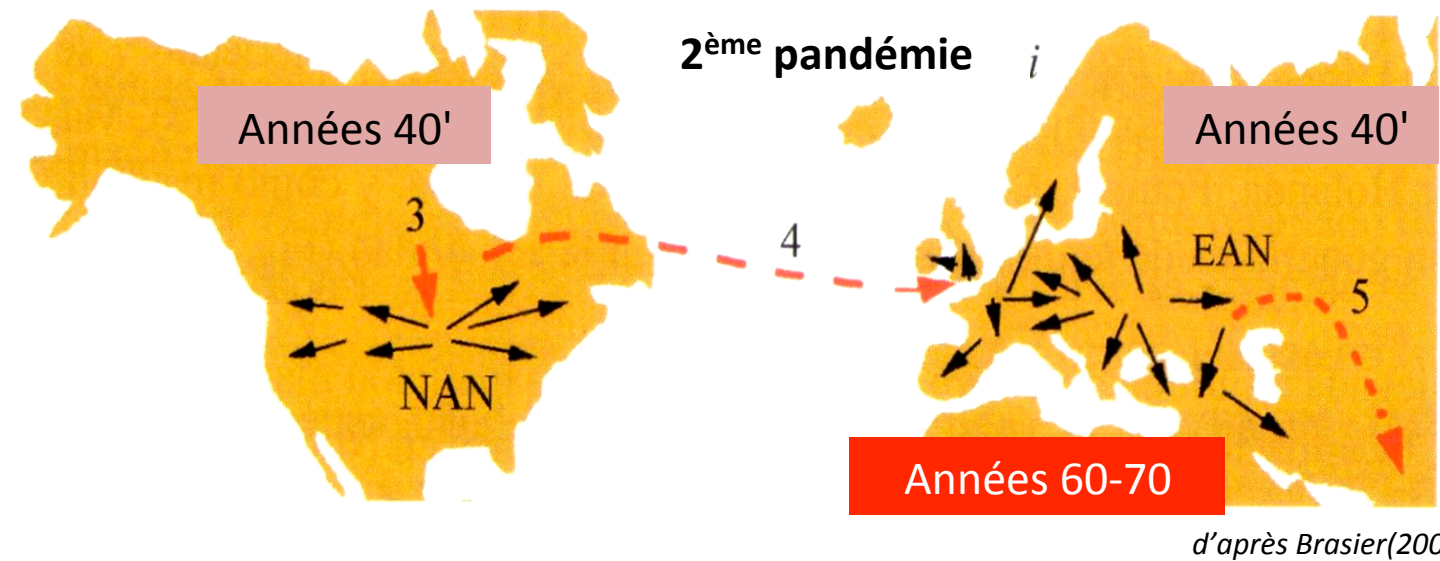 2ème pandémie
i
Années 40'
Années 40'
3
4
EAN
5
NAN
Années 60-70
d’après Brasier(200